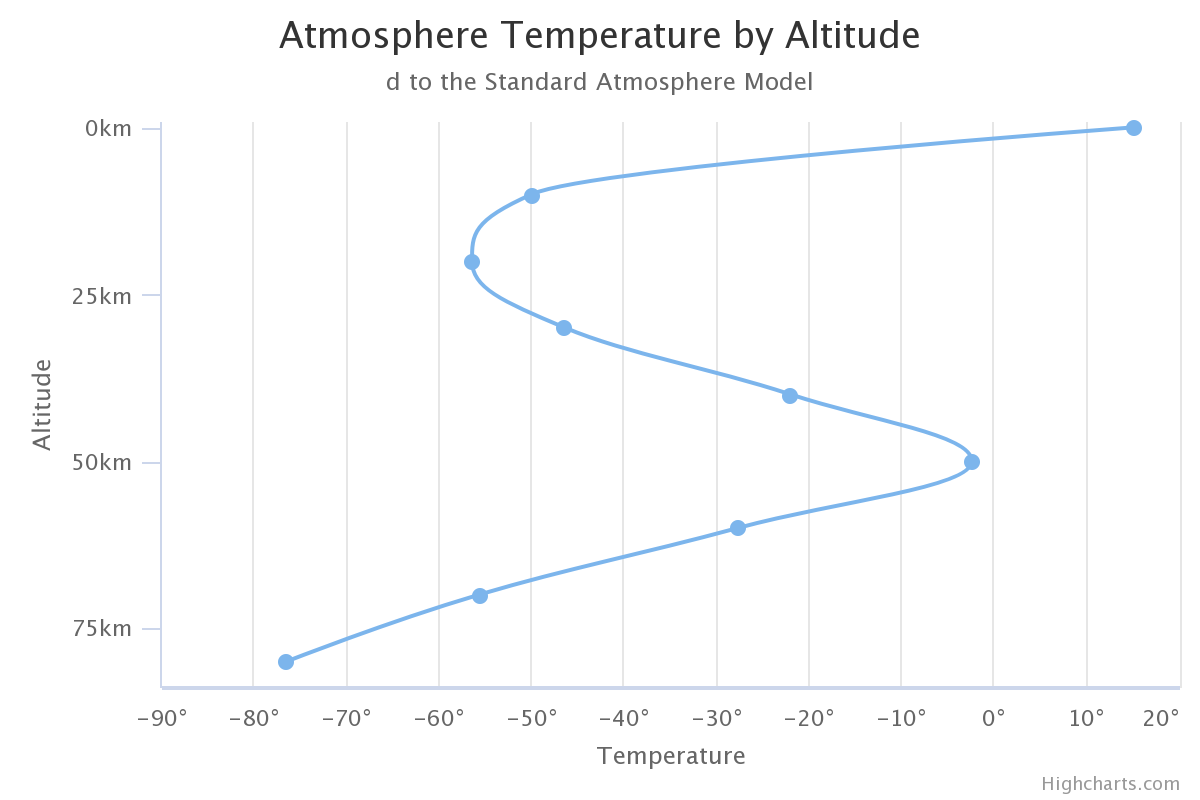 Atmosphere Temperature by Altitude
d to the Standard Atmosphere Model
0km
25km
50km
75km
Altitude
−90° −80° −70° −60° −50° −40° −30° −20° −10° 0° 10° 20°
Temperature
Highcharts.com